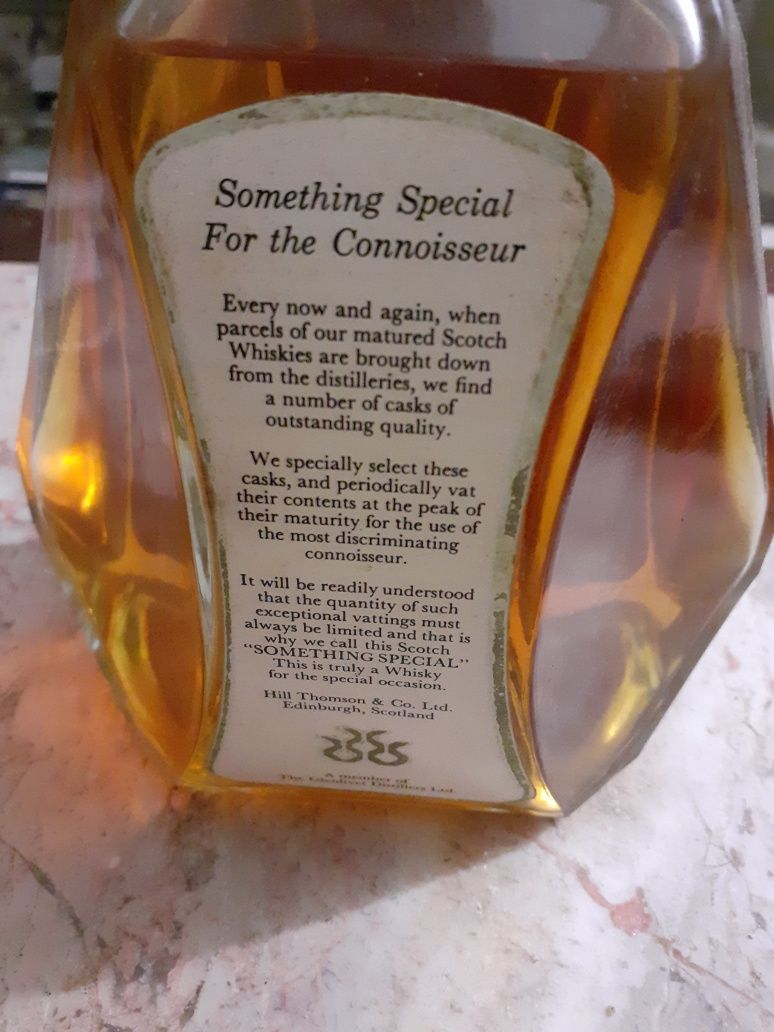 Something Special
For the Connoisseur
Every now and again, when
parcels of our matured Scotch
Whiskies are brought down
from the distilleries, we find
a number of casks of
outstanding quality.
We specially select these
casks, and periodically vat
their contents at the peak of
their maturity for the use of
the most discriminating
connoisseur.
It will be readily understood
that the quantity of such
exceptional vattings must
always be limited and that is
why we call this Scotch
"SOMETHING SPECIAL"
This is truly a Whisky
for the special occasion.
Hill Thomson & Co. Ltd.
Edinburgh, Scotland
A member of
The Glenlivet Distillers Ltd.